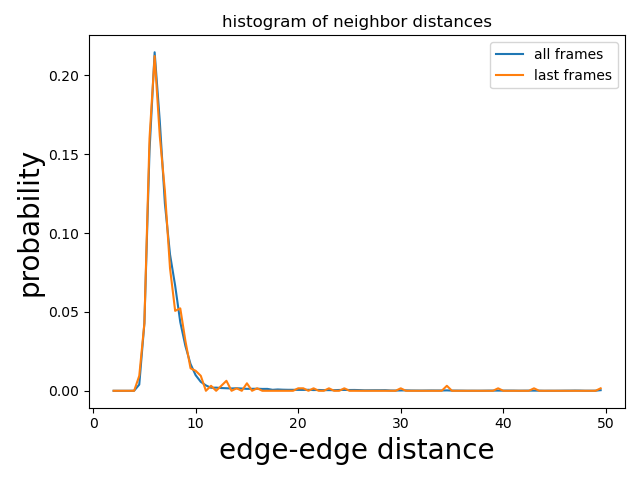 histogram of neighbor distances
all frames
last frames
probability
0.20
0.15
0.10
0.05
0.00
0
10
20
30
40
50
edge-edge distance